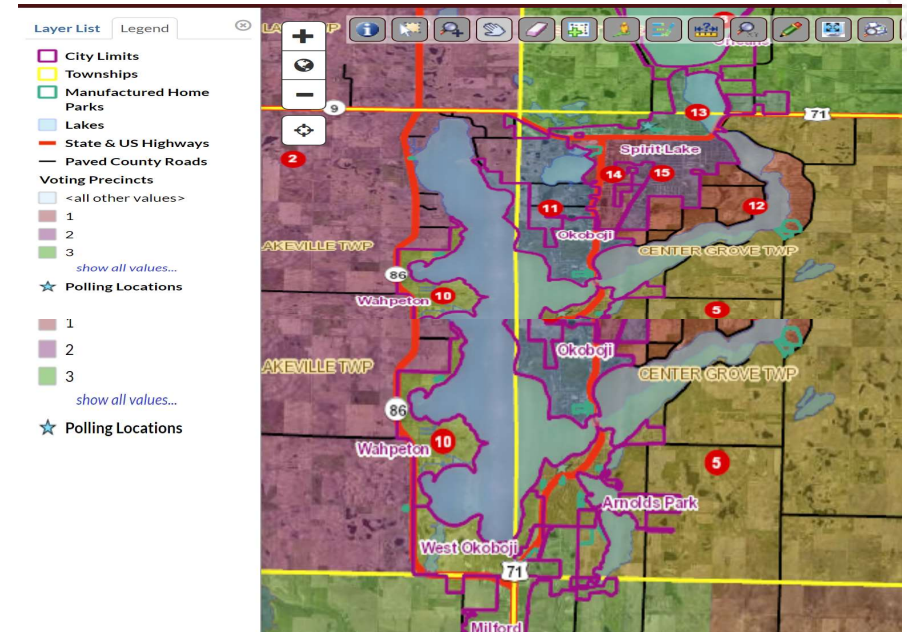 Layer List
Legend
City Limits
Townships
Manufactured Home
Parks
Lakes
State & US Highways
Paved County Roads
Voting Precincts
<all other values>
1
2
3
show all values...
Polling Locations
1
2
3
show all values...
Polling Locations
9
71
13
2
Spirit Lake
14
15
11
12
Okoboji
AKEVILLE TWP
CENTER GROVE TWP
86
10
Wahpeton
5
Okoboji
AKEVILLE TWP
CENTER GROVE TWP
86
10
Wahpeton
5
Arnolds Park
West Okoboji
71
Milford